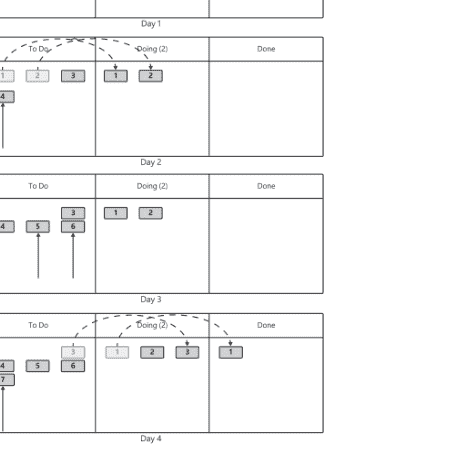 Day 1
To Do Doing (2) Done
1 2 3 1 2
4
Day 2
To Do Doing (2) Done
3 1 2
4 5 6
Day 3
To Do Doing (2) Done
3 1 2 3 1
4 5 6
7
Day 4